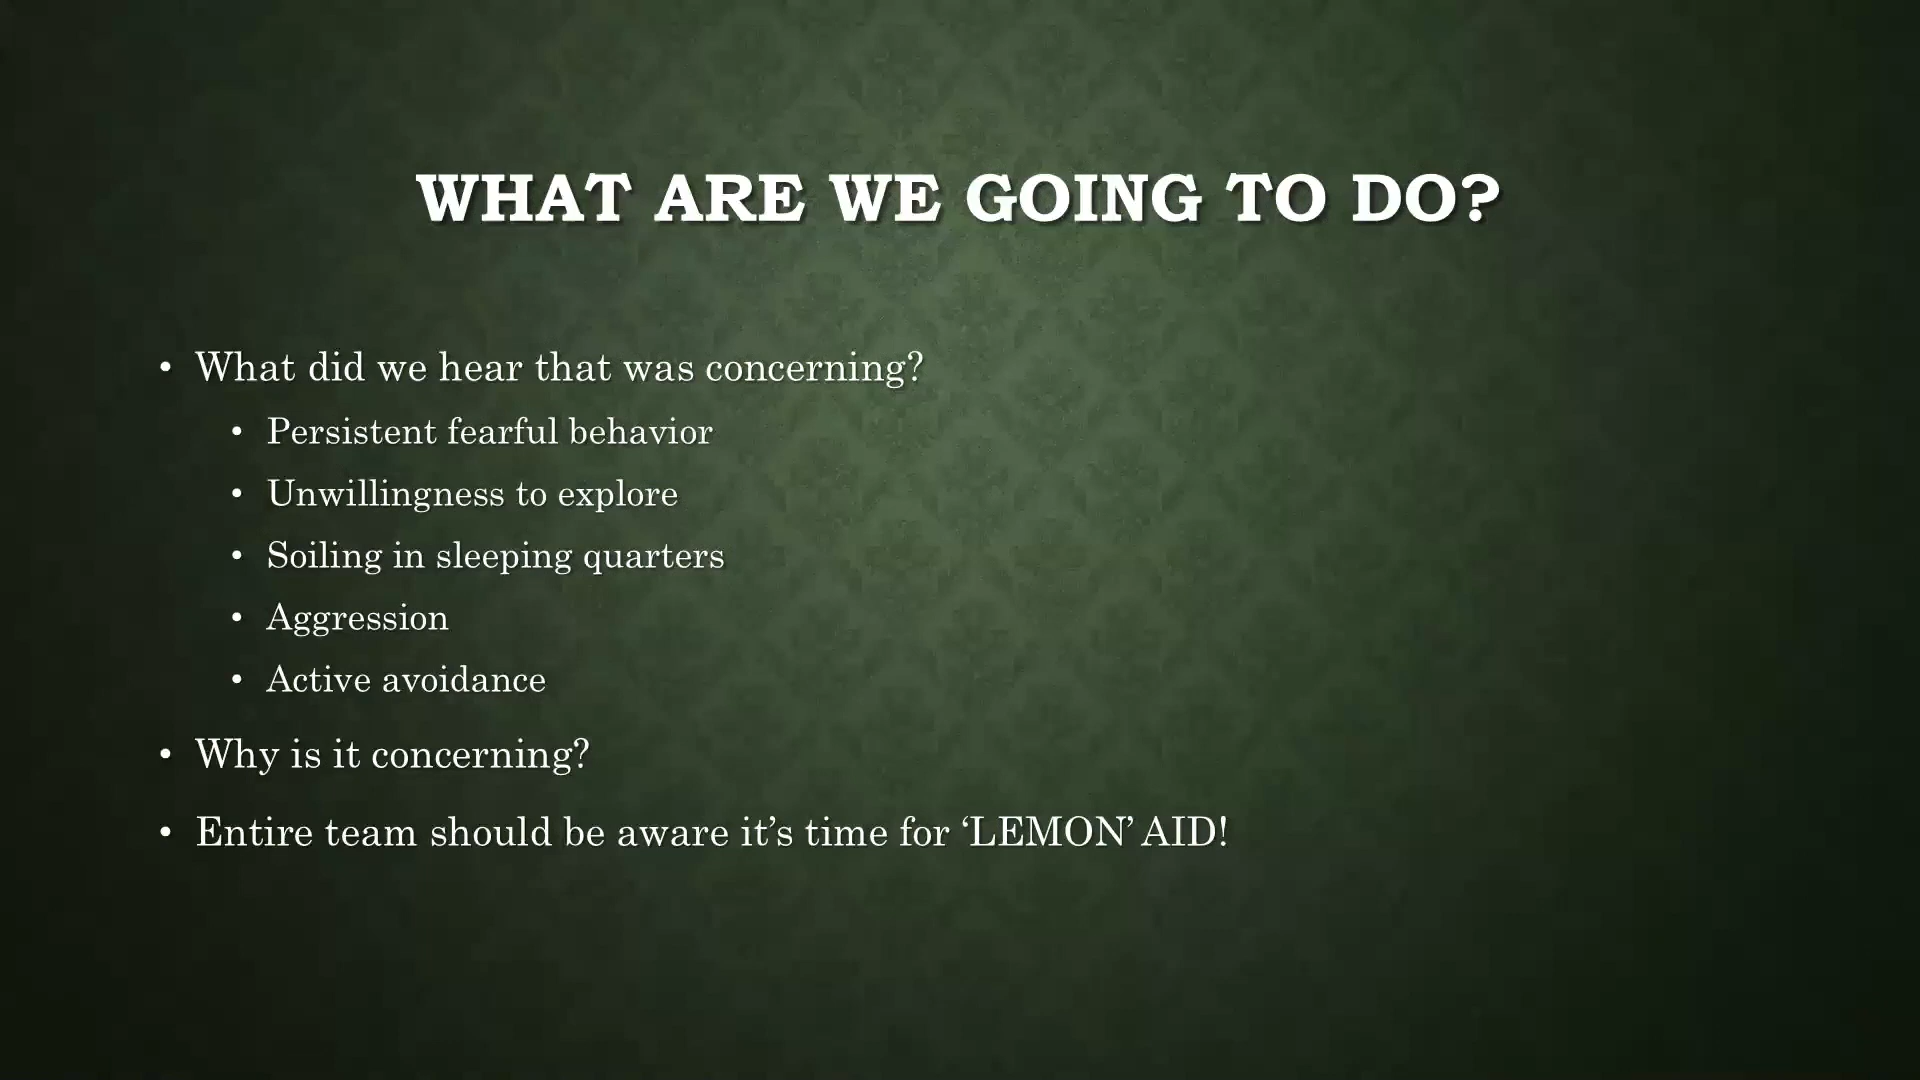 WHAT ARE WE GOING TO DO?
• What did we hear that was concerning?
• Persistent fearful behavior
• Unwillingness to explore
• Soiling in sleeping quarters
• Aggression
• Active avoidance
• Why is it concerning?
• Entire team should be aware it’s time for ‘LEMON’ AID!